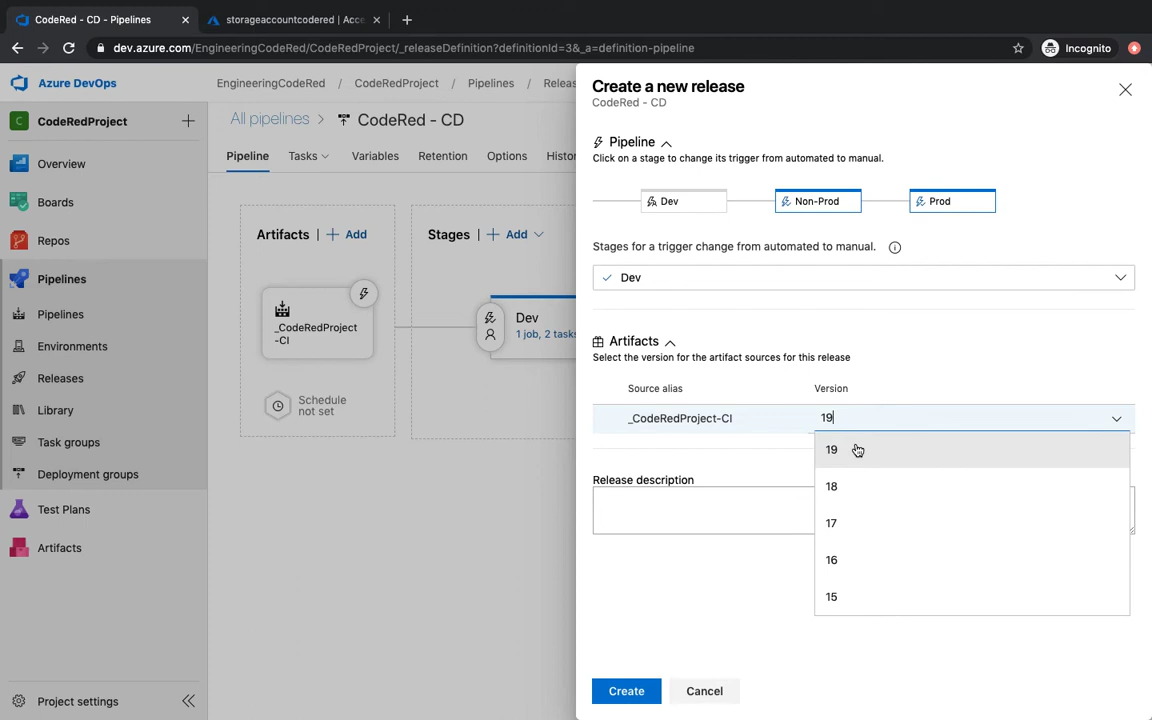 CodeRed - CD - Pipelines
storageaccountcodered | Acce
dev.azure.com/EngineeringCodeRed/CodeRedProject/_releaseDefinition?definitionId=3&_a=definition-pipeline
Incognito
Azure DevOps
EngineeringCodeRed / CodeRedProject / Pipelines / Releas
C CodeRedProject
Overview
Boards
Repos
Pipelines
Pipelines
Environments
Releases
Library
Task groups
Deployment groups
Test Plans
Artifacts
Project settings
All pipelines > CodeRed - CD
Pipeline Tasks Variables Retention Options Histor
Artifacts | + Add
_CodeRedProject
-CI
Schedule
not set
Stages | + Add
Dev
1 job, 2 tasks
Create a new release
CodeRed - CD
Pipeline
Click on a stage to change its trigger from automated to manual.
Dev
Non-Prod
Prod
Stages for a trigger change from automated to manual.
Dev
Artifacts
Select the version for the artifact sources for this release
Source alias Version
_CodeRedProject-CI 19
19
18
17
16
15
Release description
Create
Cancel